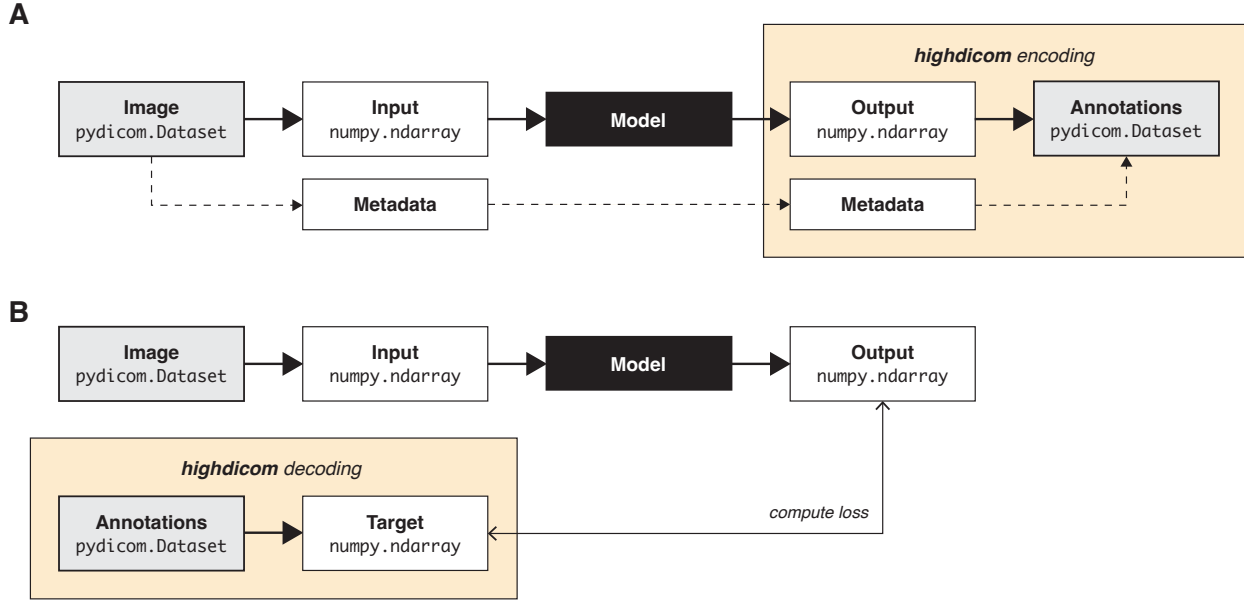 A
highdicom encoding
Image
pydicom.Dataset
Input
numpy.ndarray
Model
Output
numpy.ndarray
Annotations
pydicom.Dataset
Metadata
Metadata
B
Image
pydicom.Dataset
Input
numpy.ndarray
Model
Output
numpy.ndarray
highdicom decoding
Annotations
pydicom.Dataset
Target
numpy.ndarray
compute loss